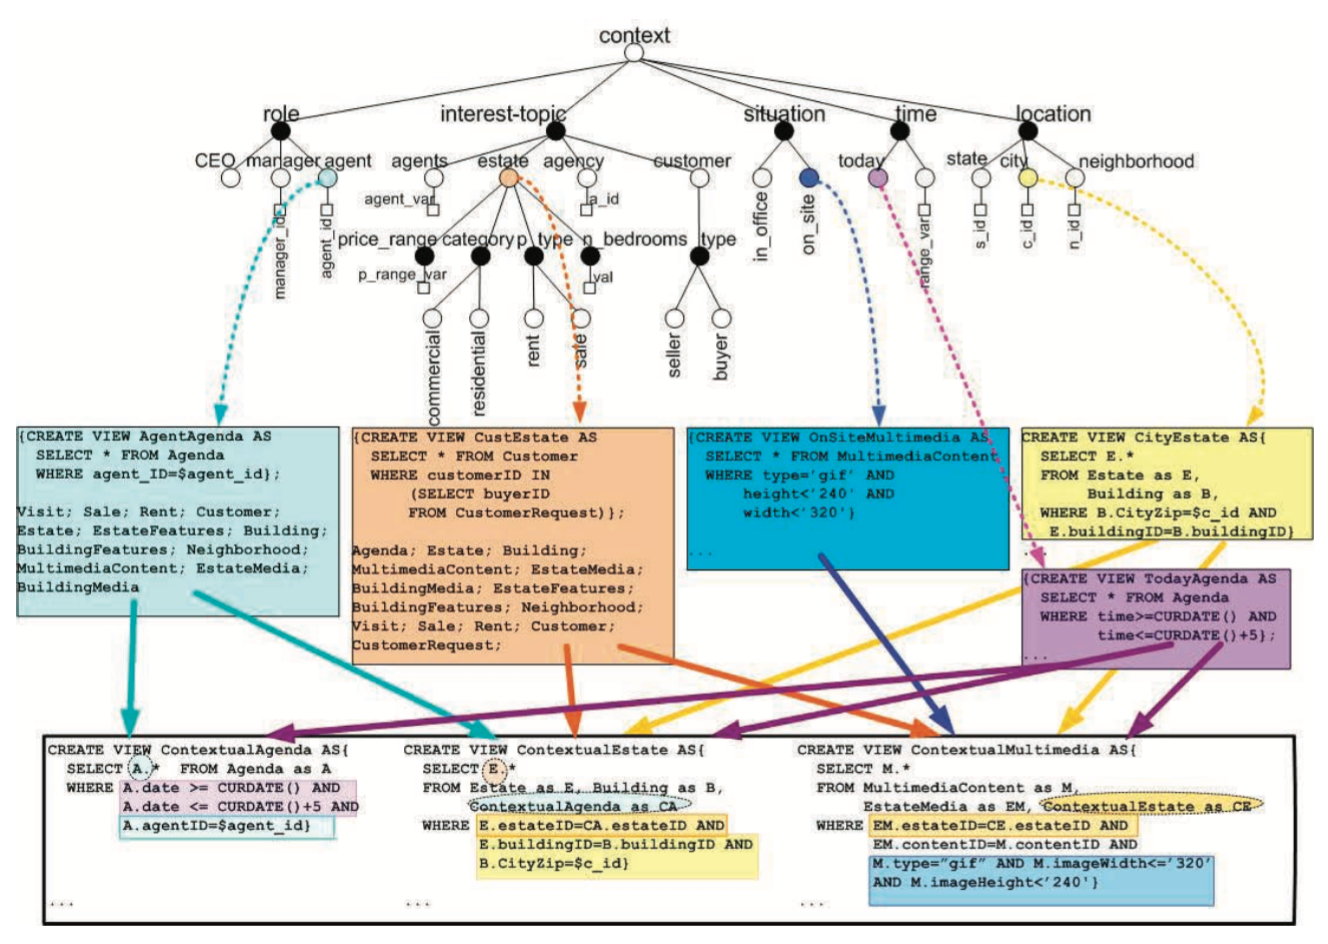 context
role
interest-topic
situation
time
location
CEO
manager
agent
agents
estate
agency
customer
today
state
city
neighborhood
manager_id
agent_id
agent_var
a_id
in_office
on_site
range_var
s_id
c_id
n_id
price_range
category
p_type
n_bedrooms
type
p_range_var
val
commercial
residential
rent
sale
seller
buyer
{CREATE VIEW AgentAgenda AS
SELECT * FROM Agenda
WHERE agent_ID=$agent_id};
Visit; Sale; Rent; Customer;
Estate; EstateFeatures; Building;
BuildingFeatures; Neighborhood;
MultimediaContent; EstateMedia;
BuildingMedia
{CREATE VIEW CustEstate AS
SELECT * FROM Customer
WHERE customerID IN
(SELECT buyerID
FROM CustomerRequest)};
Agenda; Estate; Building;
MultimediaContent; EstateMedia;
BuildingMedia; EstateFeatures;
BuildingFeatures; Neighborhood;
Visit; Sale; Rent; Customer;
CustomerRequest;
{CREATE VIEW OnSiteMultimedia AS
SELECT * FROM MultimediaContent
WHERE type='gif' AND
height<'240' AND
width<'320'}
...
CREATE VIEW CityEstate AS{
SELECT E.*
FROM Estate as E,
Building as B,
WHERE B.CityZip=$c_id AND
E.buildingID=B.buildingID}
{CREATE VIEW TodayAgenda AS
SELECT * FROM Agenda
WHERE time>=CURDATE() AND
time<=CURDATE()+5};
...
CREATE VIEW ContextualAgenda AS{
SELECT A.* FROM Agenda as A
WHERE A.date >= CURDATE() AND
A.date <= CURDATE()+5 AND
A.agentID=$agent_id}
...
CREATE VIEW ContextualEstate AS{
SELECT E.*
FROM Estate as E, Building as B,
ContextualAgenda as CA
WHERE E.estateID=CA.estateID AND
E.buildingID=B.buildingID AND
B.CityZip=$c_id}
...
CREATE VIEW ContextualMultimedia AS{
SELECT M.*
FROM MultimediaContent as M,
EstateMedia as EM, ContextualEstate as CE
WHERE EM.estateID=CE.estateID AND
EM.contentID=M.contentID AND
M.type="gif" AND M.imageWidth<='320'
AND M.imageHeight<'240'}
...